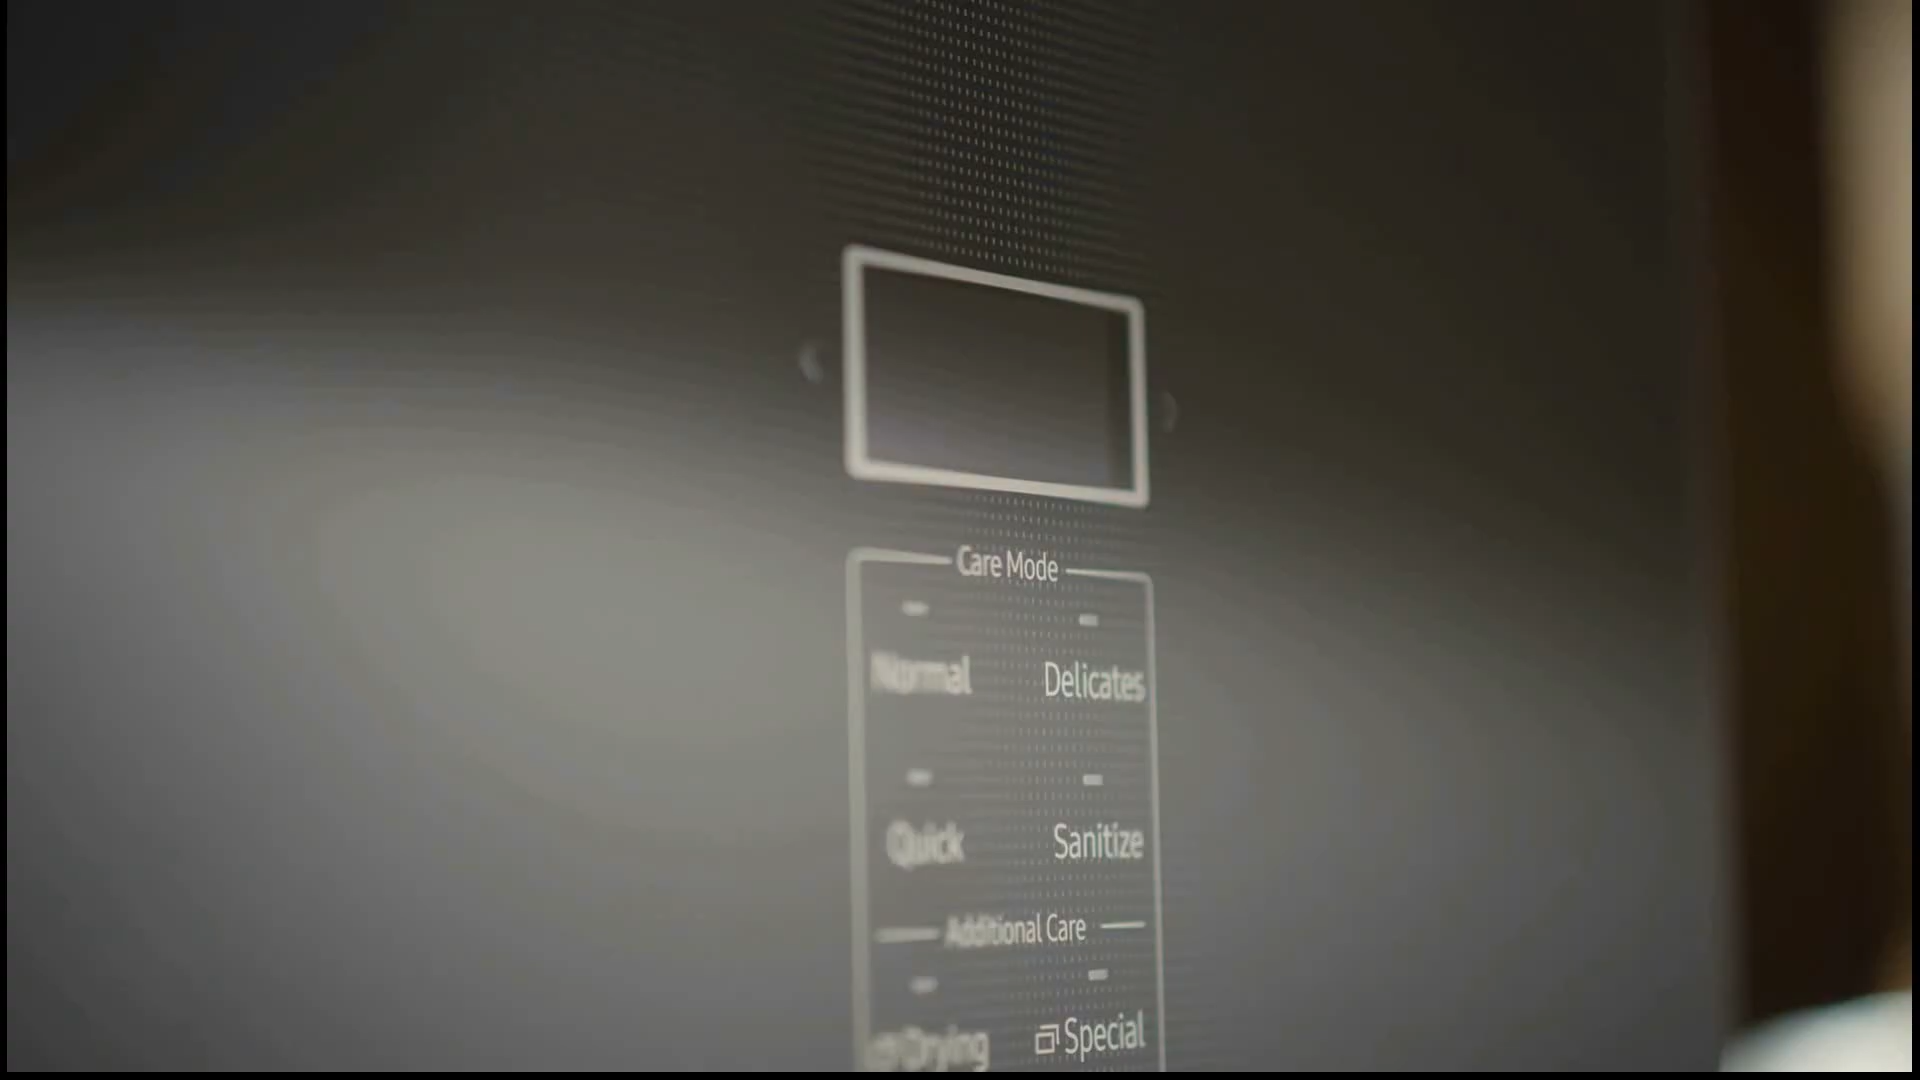 Care Mode
Normal Delicates
Quick Sanitize
Additional Care
Drying Special